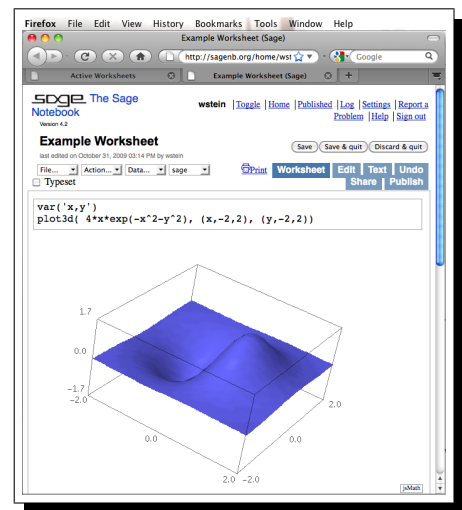 Firefox File Edit View History Bookmarks Tools Window Help
Example Worksheet (Sage)
http://sagenb.org/home/wst
Google
Active Worksheets
Example Worksheet (Sage)
sage The Sage Notebook
Version 4.2
wstein | Toggle | Home | Published | Log | Settings | Report a Problem | Help | Sign out
Example Worksheet
last edited on October 31, 2009 03:14 PM by wstein
Save Save & quit Discard & quit
File... Action... Data... sage
Print Worksheet Edit Text Undo
Share Publish
Typeset
var('x,y')
plot3d( 4*x*exp(-x^2-y^2), (x,-2,2), (y,-2,2))
1.7
0.0
−1.7
−2.0
2.0
0.0
0.0
2.0 −2.0
jsMath